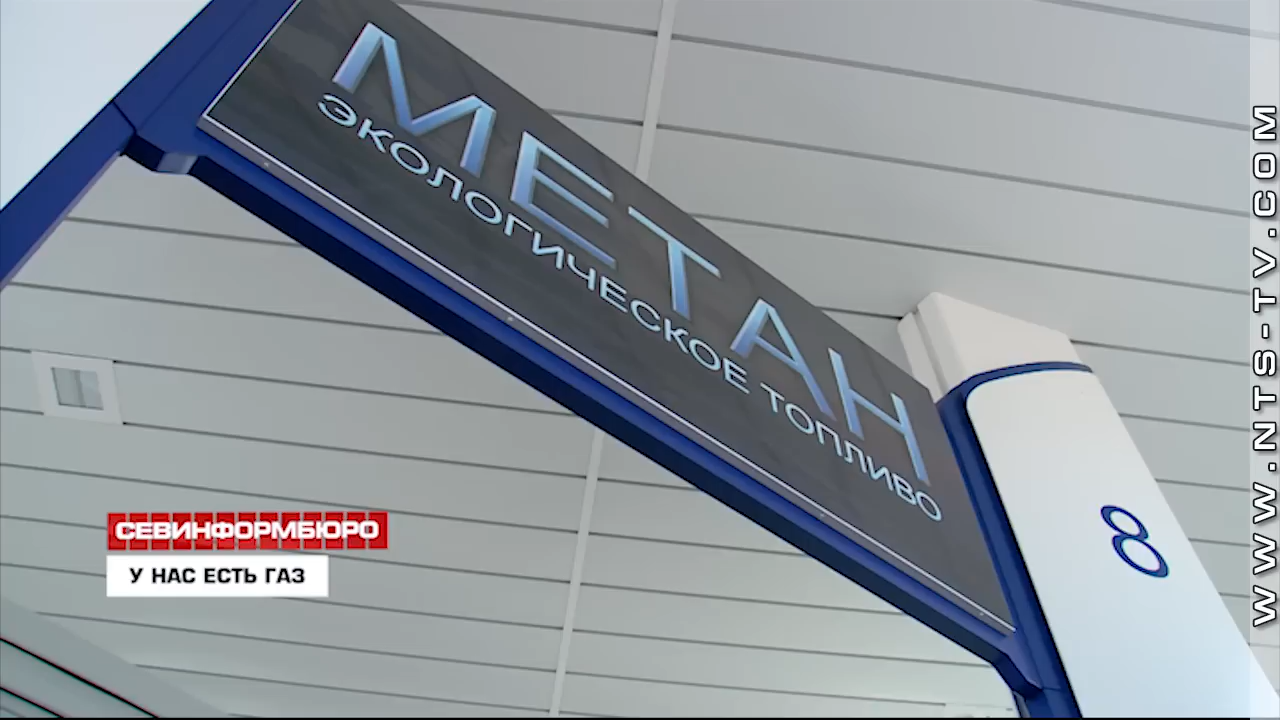 МЕТАН
ЭКОЛОГИЧЕСКОЕ ТОПЛИВО
8
СЕВИНФОРМБЮРО
У НАС ЕСТЬ ГАЗ
WWW.NTS-TV.COM